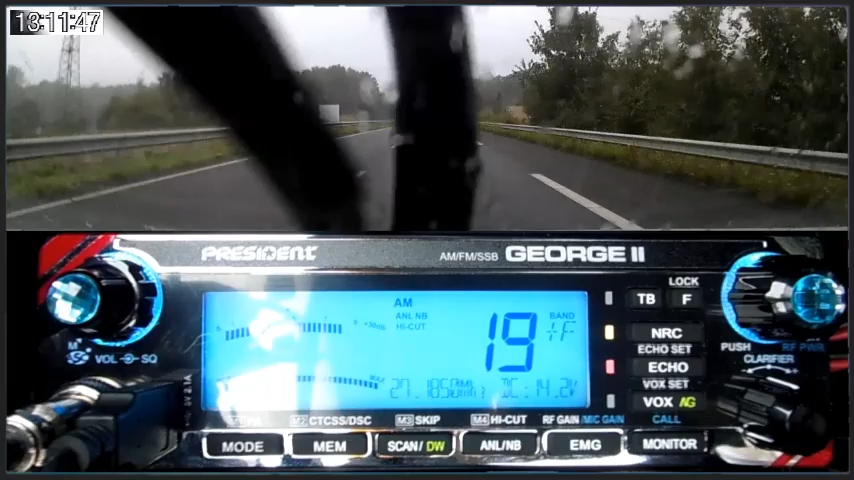 13:11:47
PRESIDENT AM/FM/SSB GEORGE II
LOCK
TB F
AM
ANL NB
HI-CUT
BAND
19
NRC
ECHO SET
ECHO
VOX SET
VOX AG
CALL
PUSH RF PWR
CLARIFIER
M
VOL SQ
DC:14.2V
M2 CTCSS/DSC M3 SKIP M4 HI-CUT RF GAIN/MIC GAIN
MODE MEM SCAN/DW ANL/NB EMG MONITOR